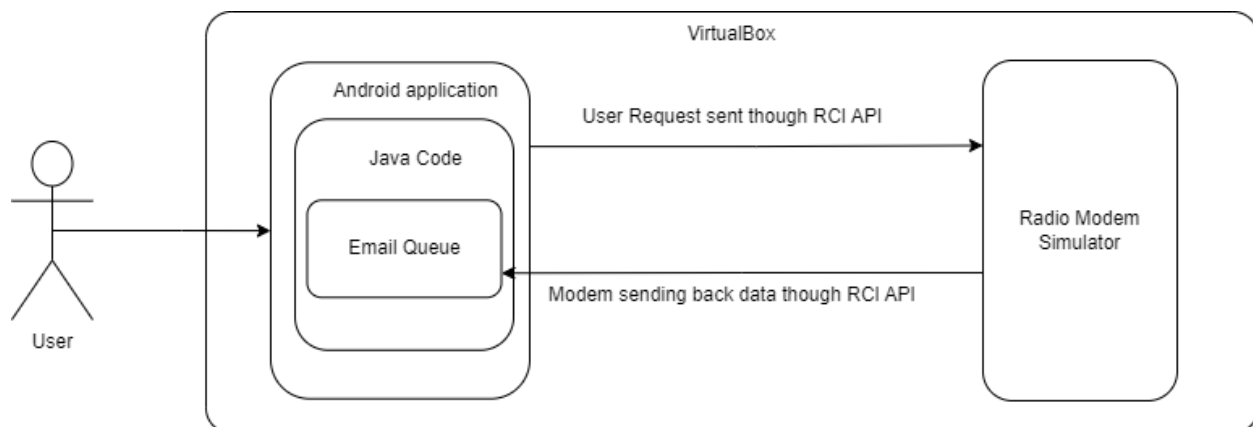 VirtualBox
Android application
User Request sent though RCI API
Java Code
Radio Modem
Simulator
Email Queue
Modem sending back data though RCI API
User